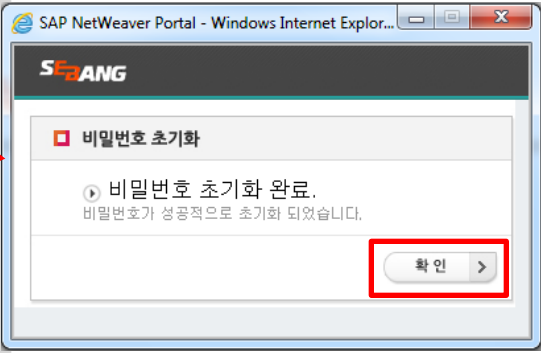 SAP NetWeaver Portal - Windows Internet Explor...
SEBANG
비밀번호 초기화
비밀번호 초기화 완료.
비밀번호가 성공적으로 초기화 되었습니다.
확 인